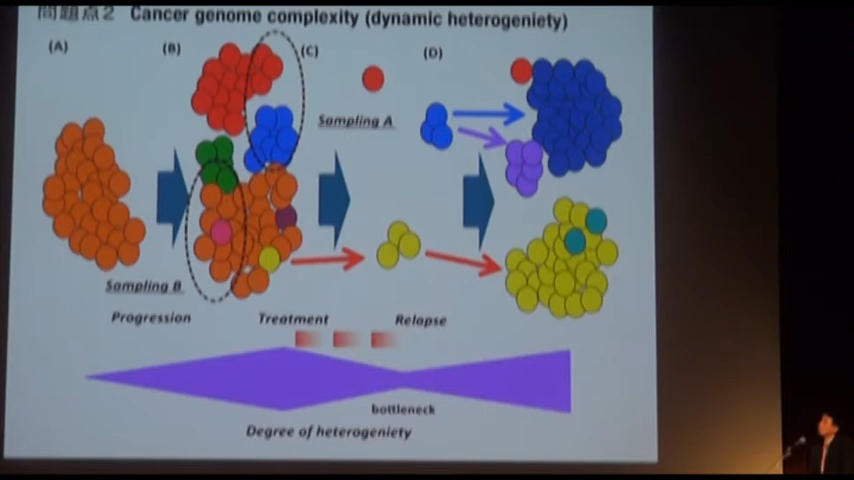 問題点2 Cancer genome complexity (dynamic heterogeniety)
(A)
(B)
(C)
(D)
Sampling A
Sampling B
Progression
Treatment
Relapse
bottleneck
Degree of heterogeniety